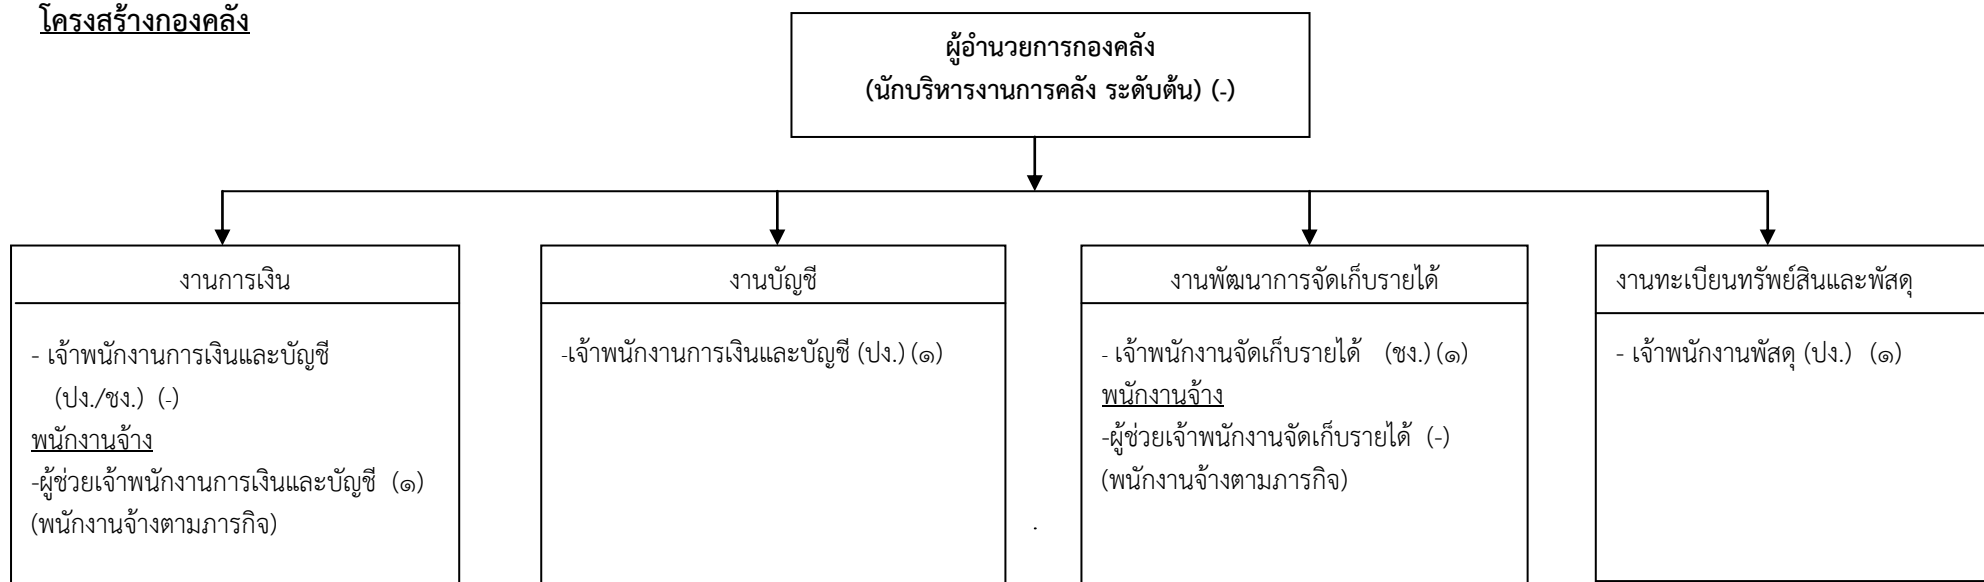 โครงสร้างกองคลัง
ผู้อำนวยการกองคลัง
(นักบริหารงานการคลัง ระดับต้น) (-)
งานการเงิน
- เจ้าพนักงานการเงินและบัญชี
(ปง./ชง.) (-)
พนักงานจ้าง
-ผู้ช่วยเจ้าพนักงานการเงินและบัญชี (๑)
(พนักงานจ้างตามภารกิจ)
งานบัญชี
-เจ้าพนักงานการเงินและบัญชี (ปง.) (๑)
.
งานพัฒนาการจัดเก็บรายได้
- เจ้าพนักงานจัดเก็บรายได้ (ชง.) (๑)
พนักงานจ้าง
-ผู้ช่วยเจ้าพนักงานจัดเก็บรายได้ (-)
(พนักงานจ้างตามภารกิจ)
งานทะเบียนทรัพย์สินและพัสดุ
- เจ้าพนักงานพัสดุ (ปง.) (๑)